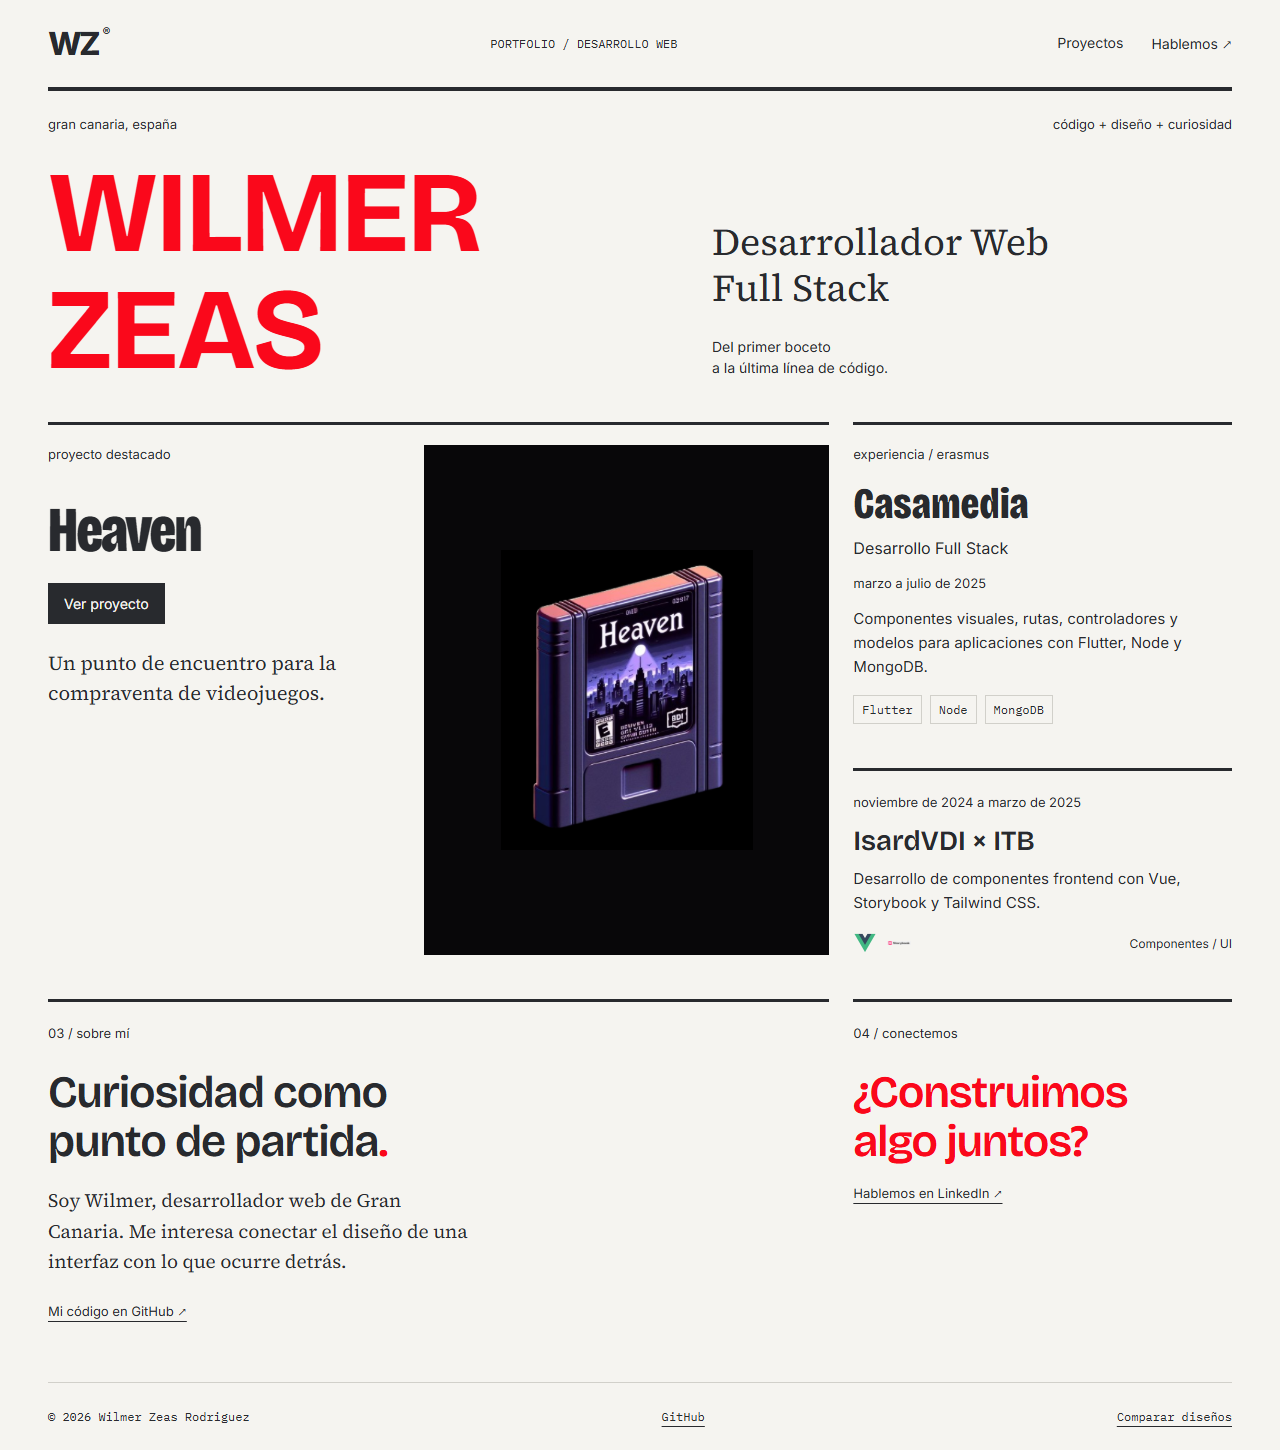 WZ®
PORTFOLIO / DESARROLLO WEB
Proyectos
Hablemos ↗
gran canaria, españa
código + diseño + curiosidad
WILMER
ZEAS
Desarrollador Web
Full Stack
Del primer boceto
a la última línea de código.
proyecto destacado
Heaven
Ver proyecto
Un punto de encuentro para la
compraventa de videojuegos.
Heaven
experiencia / erasmus
Casamedia
Desarrollo Full Stack
marzo a julio de 2025
Componentes visuales, rutas, controladores y
modelos para aplicaciones con Flutter, Node y
MongoDB.
Flutter
Node
MongoDB
noviembre de 2024 a marzo de 2025
IsardVDI × ITB
Desarrollo de componentes frontend con Vue,
Storybook y Tailwind CSS.
Componentes / UI
03 / sobre mí
Curiosidad como
punto de partida.
Soy Wilmer, desarrollador web de Gran
Canaria. Me interesa conectar el diseño de una
interfaz con lo que ocurre detrás.
Mi código en GitHub ↗
04 / conectemos
¿Construimos
algo juntos?
Hablemos en LinkedIn ↗
© 2026 Wilmer Zeas Rodriguez
GitHub
Comparar diseños